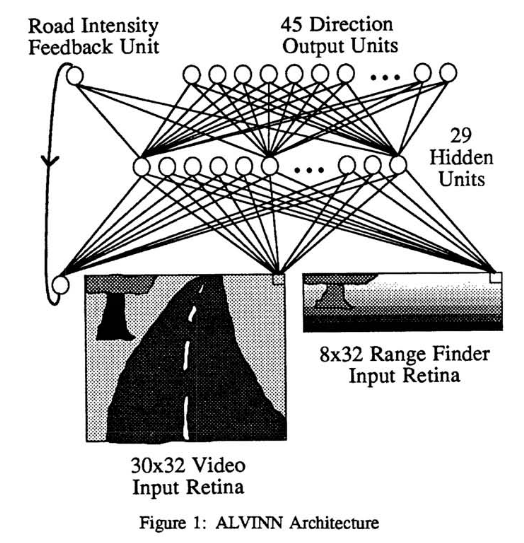 Road Intensity
Feedback Unit
45 Direction
Output Units
29
Hidden
Units
8x32 Range Finder
Input Retina
30x32 Video
Input Retina
Figure 1: ALVINN Architecture